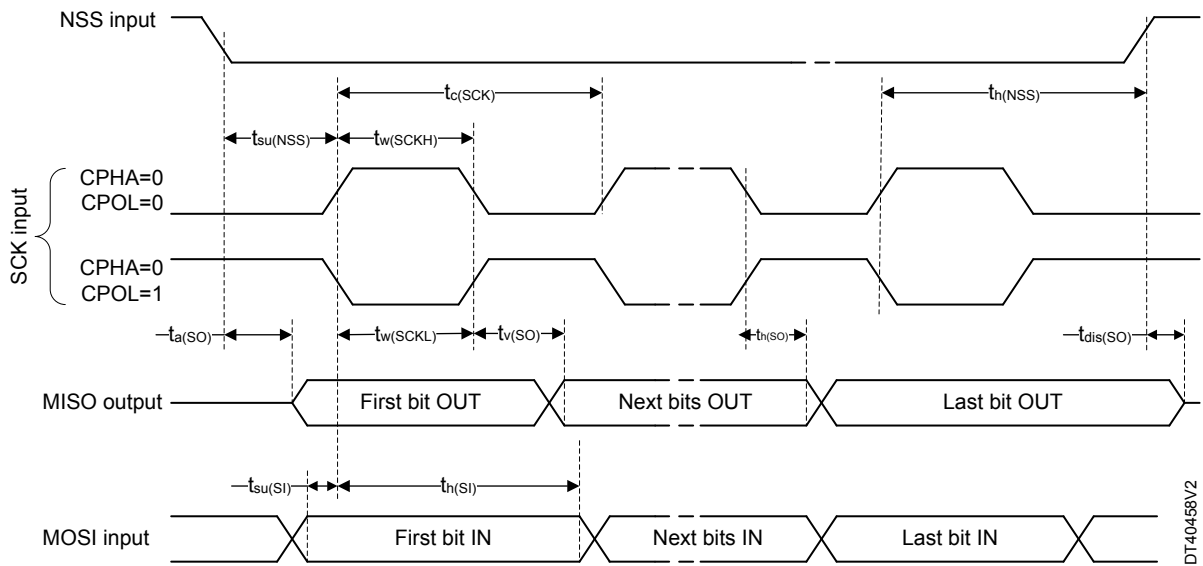 NSS input
tc(SCK)
th(NSS)
tsu(NSS)
tw(SCKH)
CPHA=0
CPOL=0
SCK input
CPHA=0
CPOL=1
ta(SO)
tw(SCKL)
tv(SO)
th(SO)
tdis(SO)
MISO output
First bit OUT
Next bits OUT
Last bit OUT
tsu(SI)
th(SI)
MOSI input
First bit IN
Next bits IN
Last bit IN
DT40458V2